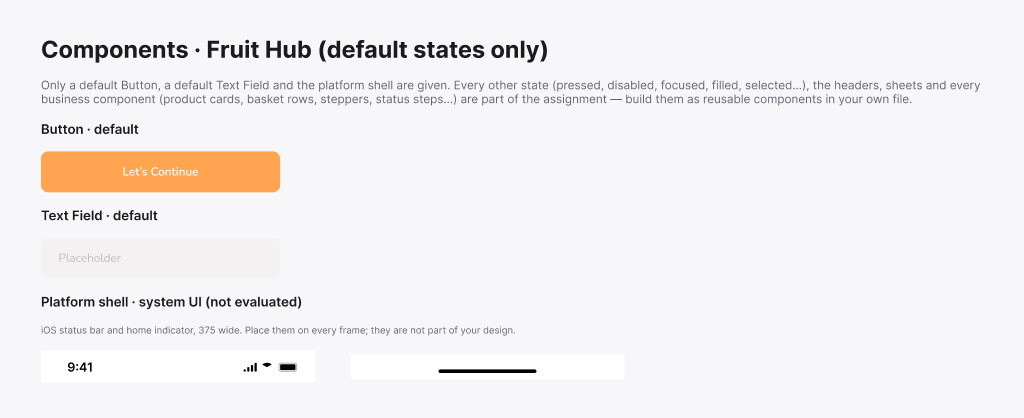 Components · Fruit Hub (default states only)
Only a default Button, a default Text Field and the platform shell are given. Every other state (pressed, disabled, focused, filled, selected…), the headers, sheets and every
business component (product cards, basket rows, steppers, status steps…) are part of the assignment — build them as reusable components in your own file.
Button · default
Let's Continue
Text Field · default
Placeholder
Platform shell · system UI (not evaluated)
iOS status bar and home indicator, 375 wide. Place them on every frame; they are not part of your design.
9:41